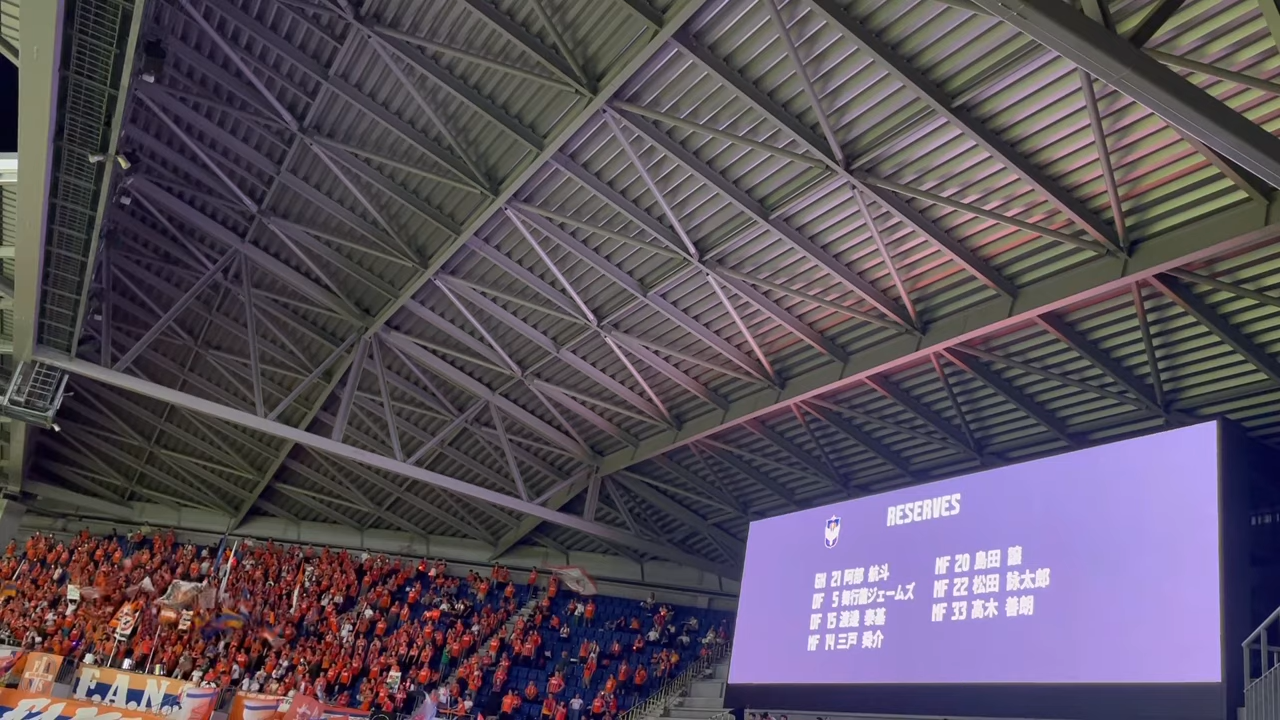 RESERVES
GK 21 阿部 航斗
DF 5 舞行龍ジェームズ
DF 15 渡邉 泰基
MF 14 三戸 舜介
MF 20 島田 譲
MF 22 松田 詠太郎
MF 33 高木 善朗
F.A.N.